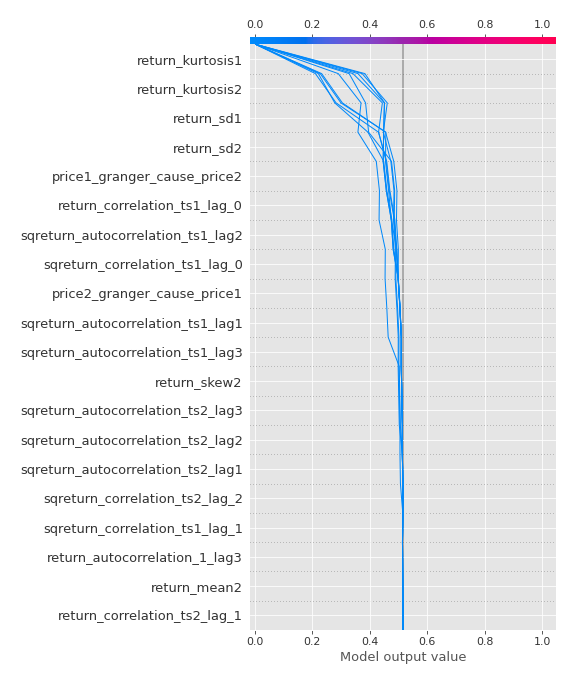 0.0 0.2 0.4 0.6 0.8 1.0
return_kurtosis1
return_kurtosis2
return_sd1
return_sd2
price1_granger_cause_price2
return_correlation_ts1_lag_0
sqreturn_autocorrelation_ts1_lag2
sqreturn_correlation_ts1_lag_0
price2_granger_cause_price1
sqreturn_autocorrelation_ts1_lag1
sqreturn_autocorrelation_ts1_lag3
return_skew2
sqreturn_autocorrelation_ts2_lag3
sqreturn_autocorrelation_ts2_lag2
sqreturn_autocorrelation_ts2_lag1
sqreturn_correlation_ts2_lag_2
sqreturn_correlation_ts1_lag_1
return_autocorrelation_1_lag3
return_mean2
return_correlation_ts2_lag_1
0.0 0.2 0.4 0.6 0.8 1.0
Model output value